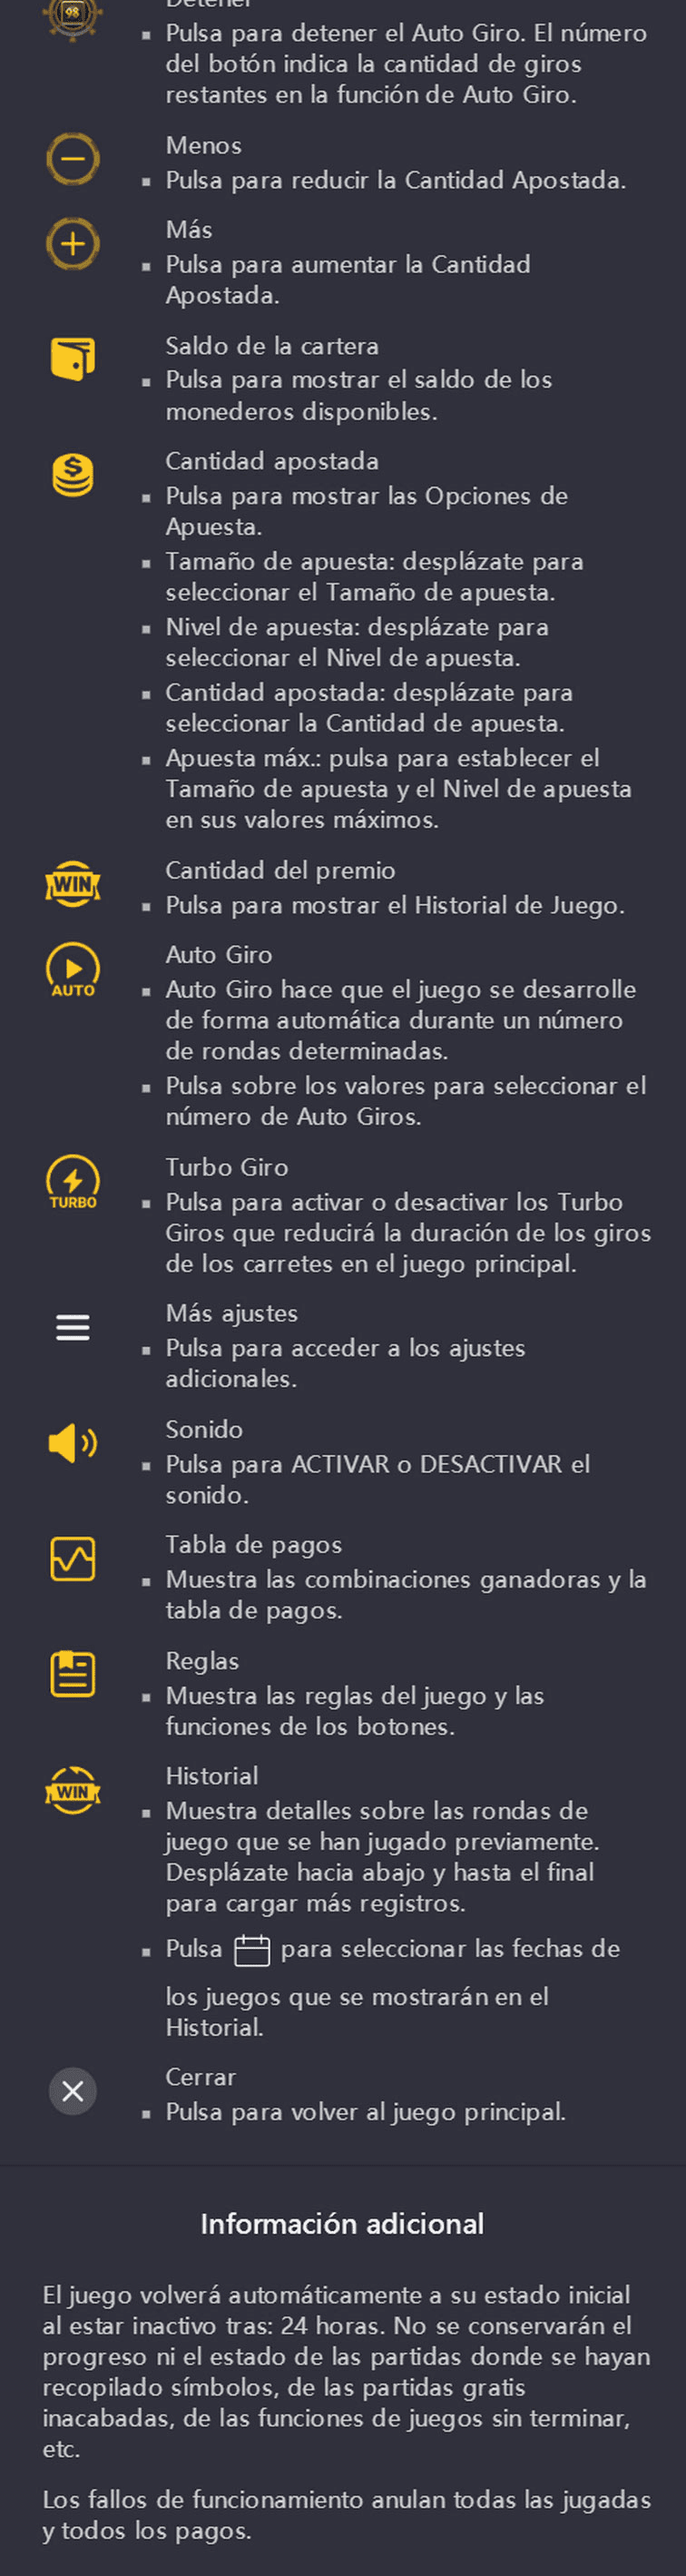 Detener
98
▪ Pulsa para detener el Auto Giro. El número
del botón indica la cantidad de giros
restantes en la función de Auto Giro.
Menos
▪ Pulsa para reducir la Cantidad Apostada.
Más
▪ Pulsa para aumentar la Cantidad
Apostada.
Saldo de la cartera
▪ Pulsa para mostrar el saldo de los
monederos disponibles.
Cantidad apostada
▪ Pulsa para mostrar las Opciones de
Apuesta.
▪ Tamaño de apuesta: desplázate para
seleccionar el Tamaño de apuesta.
▪ Nivel de apuesta: desplázate para
seleccionar el Nivel de apuesta.
▪ Cantidad apostada: desplázate para
seleccionar la Cantidad de apuesta.
▪ Apuesta máx.: pulsa para establecer el
Tamaño de apuesta y el Nivel de apuesta
en sus valores máximos.
Cantidad del premio
WIN
▪ Pulsa para mostrar el Historial de Juego.
Auto Giro
AUTO
▪ Auto Giro hace que el juego se desarrolle
de forma automática durante un número
de rondas determinadas.
▪ Pulsa sobre los valores para seleccionar el
número de Auto Giros.
Turbo Giro
TURBO
▪ Pulsa para activar o desactivar los Turbo
Giros que reducirá la duración de los giros
de los carretes en el juego principal.
Más ajustes
▪ Pulsa para acceder a los ajustes
adicionales.
Sonido
▪ Pulsa para ACTIVAR o DESACTIVAR el
sonido.
Tabla de pagos
▪ Muestra las combinaciones ganadoras y la
tabla de pagos.
Reglas
▪ Muestra las reglas del juego y las
funciones de los botones.
Historial
WIN
▪ Muestra detalles sobre las rondas de
juego que se han jugado previamente.
Desplázate hacia abajo y hasta el final
para cargar más registros.
▪ Pulsa para seleccionar las fechas de
los juegos que se mostrarán en el
Historial.
Cerrar
▪ Pulsa para volver al juego principal.
Información adicional
El juego volverá automáticamente a su estado inicial
al estar inactivo tras: 24 horas. No se conservarán el
progreso ni el estado de las partidas donde se hayan
recopilado símbolos, de las partidas gratis
inacabadas, de las funciones de juegos sin terminar,
etc.
Los fallos de funcionamiento anulan todas las jugadas
y todos los pagos.